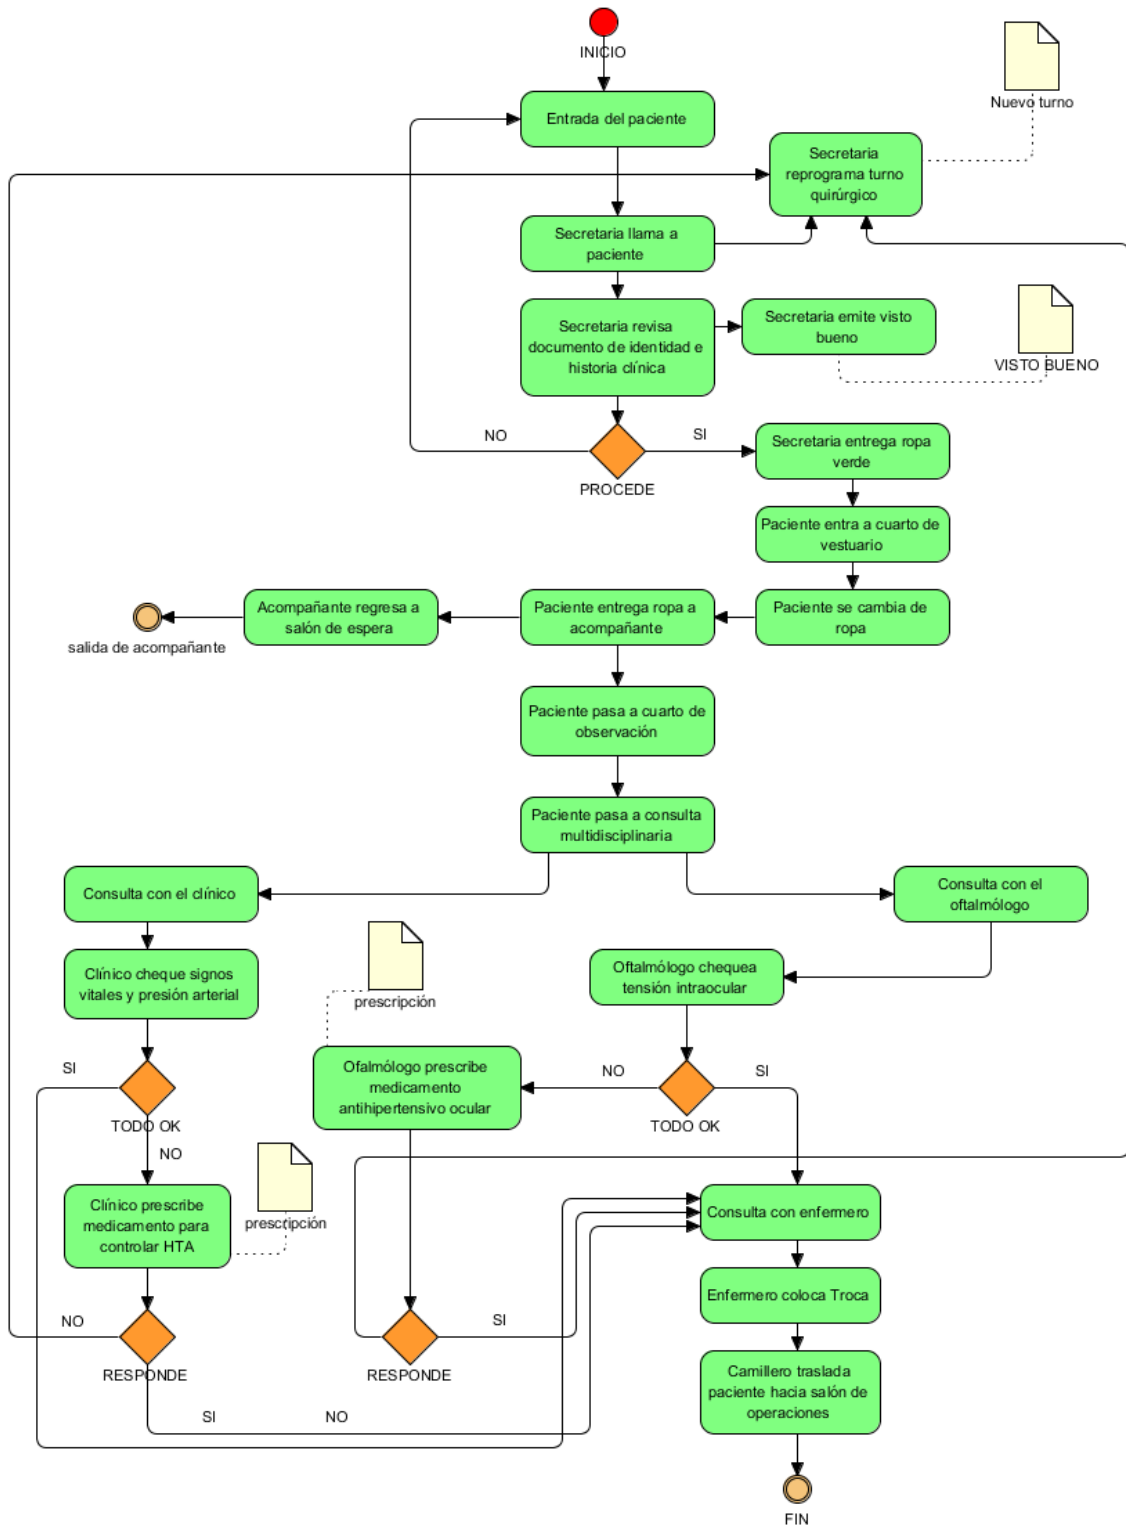 INICIO
Nuevo turno
Entrada del paciente
Secretaria
reprograma turno
quirúrgico
Secretaria llama a
paciente
Secretaria revisa
documento de identidad e
historia clínica
Secretaria emite visto
bueno
VISTO BUENO
NO
SI
PROCEDE
Secretaria entrega ropa
verde
Paciente entra a cuarto de
vestuario
Paciente se cambia de
ropa
Paciente entrega ropa a
acompañante
Acompañante regresa a
salón de espera
salida de acompañante
Paciente pasa a cuarto de
observación
Paciente pasa a consulta
multidisciplinaria
Consulta con el clínico
Consulta con el
oftalmólogo
Clínico cheque signos
vitales y presión arterial
prescripción
Oftalmólogo chequea
tensión intraocular
SI
TODO OK
NO
Ofalmólogo prescribe
medicamento
antihipertensivo ocular
NO
SI
TODO OK
Clínico prescribe
medicamento para
controlar HTA
prescripción
Consulta con enfermero
Enfermero coloca Troca
NO
RESPONDE
SI
RESPONDE
Camillero traslada
paciente hacia salón de
operaciones
SI
NO
FIN